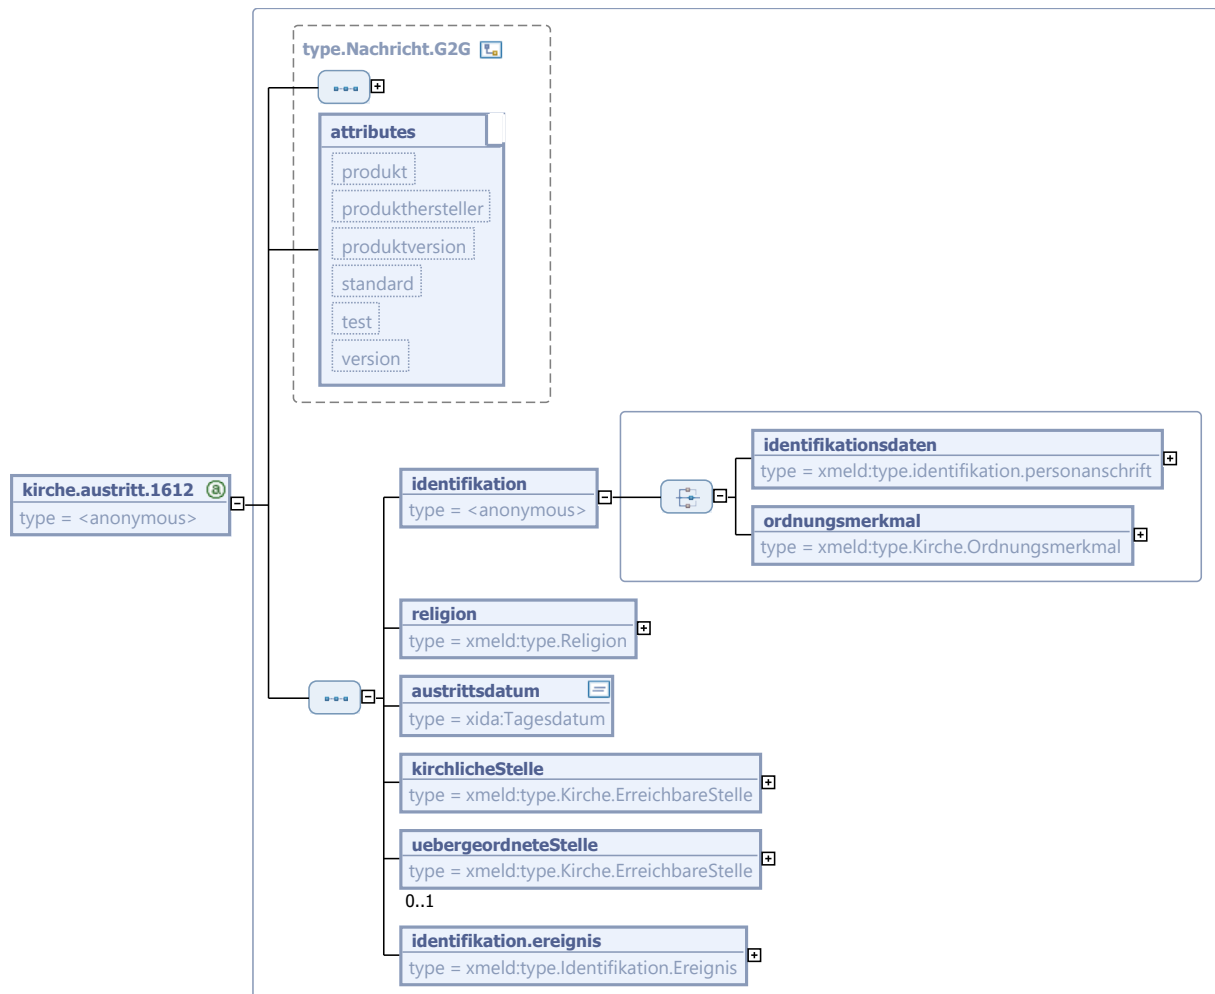 type.Nachricht.G2G
attributes
produkt
produkthersteller
produktversion
standard
test
version
kirche.austritt.1612
type = <anonymous>
identifikation
type = <anonymous>
identifikationsdaten
type = xmeld:type.identifikation.personanschrift
ordnungsmerkmal
type = xmeld:type.Kirche.Ordnungsmerkmal
religion
type = xmeld:type.Religion
austrittsdatum
type = xida:Tagesdatum
kirchlicheStelle
type = xmeld:type.Kirche.ErreichbareStelle
uebergeordneteStelle
type = xmeld:type.Kirche.ErreichbareStelle
0..1
identifikation.ereignis
type = xmeld:type.Identifikation.Ereignis